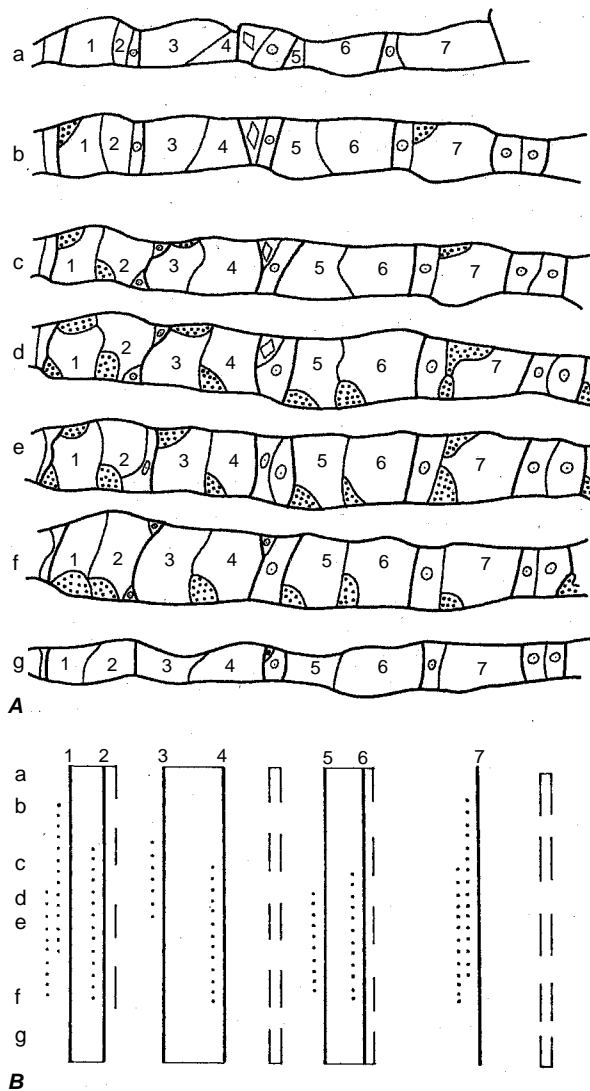 a 1 2 3 4 5 6 7
b 1 2 3 4 5 6 7
c 1 2 3 4 5 6 7
d 1 2 3 4 5 6 7
e 1 2 3 4 5 6 7
f 1 2 3 4 5 6 7
g 1 2 3 4 5 6 7
A
1 2 3 4 5 6 7
a
b
c
d
e
f
g
B